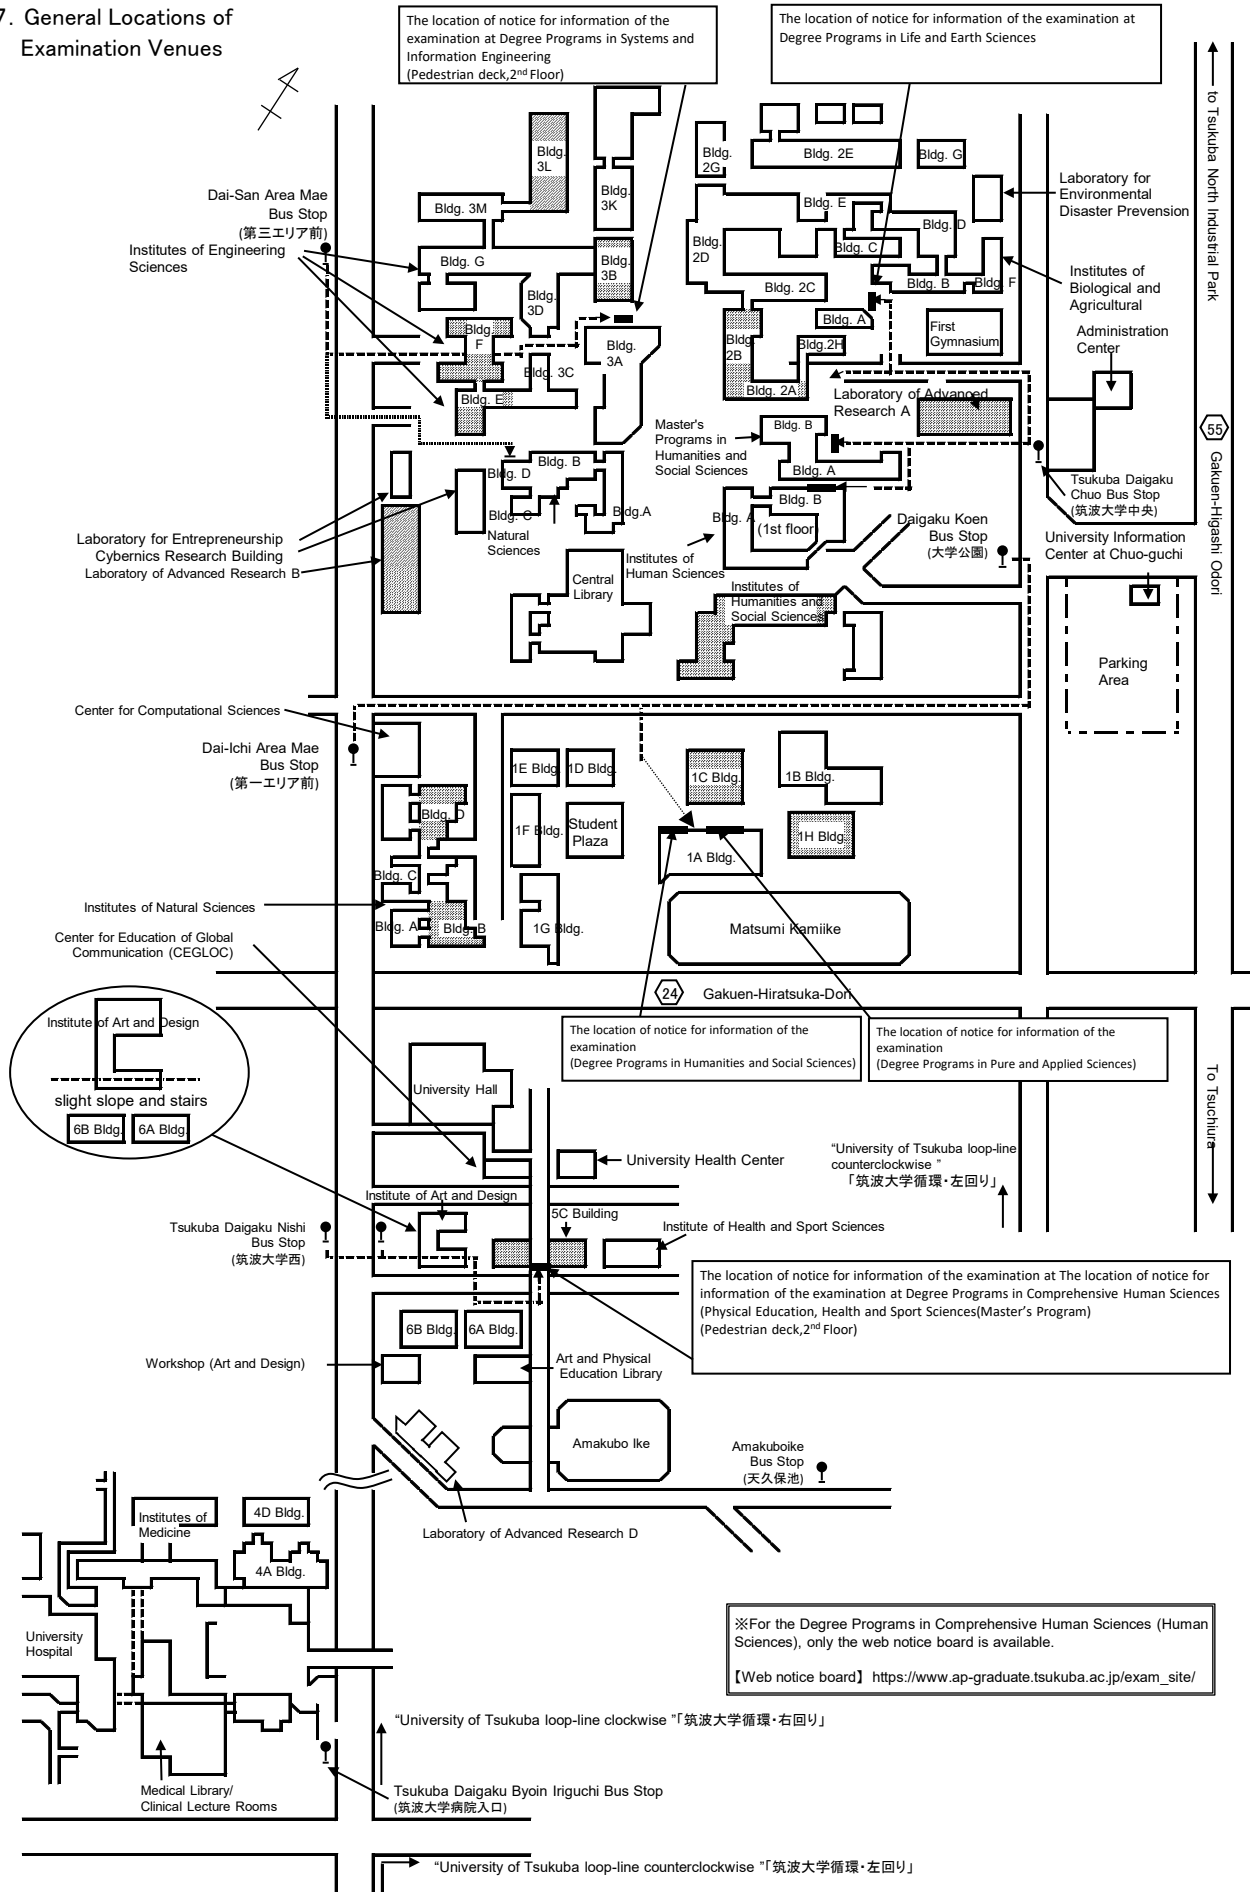 7. General Locations of
Examination Venues
The location of notice for information of the
examination at Degree Programs in Systems and
Information Engineering
(Pedestrian deck,2nd Floor)
The location of notice for information of the examination at
Degree Programs in Life and Earth Sciences
to Tsukuba North Industrial Park
Bldg.
3L
Bldg.
3K
Bldg.
2G
Bldg. 2E
Bldg. G
Laboratory for
Environmental
Disaster Prevension
Dai-San Area Mae
Bus Stop
(第三エリア前)
Institutes of Engineering
Sciences
Bldg. 3M
Bldg. E
Bldg. D
Bldg. C
Bldg. G
Bldg.
3B
Bldg.
2D
Bldg. 2C
Bldg. B
Bldg. F
Institutes of
Biological and
Agricultural
Bldg.
3D
Bldg.
F
Bldg.
3A
Bldg. A
Bldg.
2B
Bldg.2H
First
Gymnasium
Administration
Center
Bldg. 3C
Bldg. E
Bldg. 2A
Laboratory of Advanced
Research A
Master's
Programs in
Humanities and
Social Sciences
Bldg. B
Bldg. A
55
Gakuen-Higashi Odori
Bldg. B
Bldg. D
Bldg. C
Bldg.A
Natural
Sciences
Tsukuba Daigaku
Chuo Bus Stop
(筑波大学中央)
Bldg. B
Bldg. A
(1st floor)
Daigaku Koen
Bus Stop
(大学公園)
University Information
Center at Chuo-guchi
Laboratory for Entrepreneurship
Cybernics Research Building
Laboratory of Advanced Research B
Institutes of
Human Sciences
Central
Library
Institutes of
Humanities and
Social Sciences
Parking
Area
Center for Computational Sciences
Dai-Ichi Area Mae
Bus Stop
(第一エリア前)
1E Bldg.
1D Bldg.
1C Bldg.
1B Bldg.
Bldg. D
1F Bldg.
Student
Plaza
1A Bldg.
1H Bldg.
Bldg. C
Institutes of Natural Sciences
Bldg. A
Bldg. B
1G Bldg.
Matsumi Kamiike
Center for Education of Global
Communication (CEGLOC)
24
Gakuen-Hiratsuka-Dori
The location of notice for information of the
examination
(Degree Programs in Humanities and Social Sciences)
The location of notice for information of the
examination
(Degree Programs in Pure and Applied Sciences)
Institute of Art and Design
slight slope and stairs
6B Bldg.
6A Bldg.
University Hall
To Tsuchiura
University Health Center
“University of Tsukuba loop-line
counterclockwise ”
「筑波大学循環・左回り」
Institute of Art and Design
Tsukuba Daigaku Nishi
Bus Stop
(筑波大学西)
5C Building
Institute of Health and Sport Sciences
The location of notice for information of the examination at The location of notice for
information of the examination at Degree Programs in Comprehensive Human Sciences
(Physical Education, Health and Sport Sciences(Master’s Program)
(Pedestrian deck,2nd Floor)
6B Bldg.
6A Bldg.
Workshop (Art and Design)
Art and Physical
Education Library
Amakubo Ike
Amakuboike
Bus Stop
(天久保池)
Laboratory of Advanced Research D
Institutes of
Medicine
4D Bldg.
4A Bldg.
University
Hospital
※For the Degree Programs in Comprehensive Human Sciences (Human
Sciences), only the web notice board is available.
【Web notice board】 https://www.ap-graduate.tsukuba.ac.jp/exam_site/
“University of Tsukuba loop-line clockwise ”「筑波大学循環・右回り」
Medical Library/
Clinical Lecture Rooms
Tsukuba Daigaku Byoin Iriguchi Bus Stop
(筑波大学病院入口)
“University of Tsukuba loop-line counterclockwise ”「筑波大学循環・左回り」